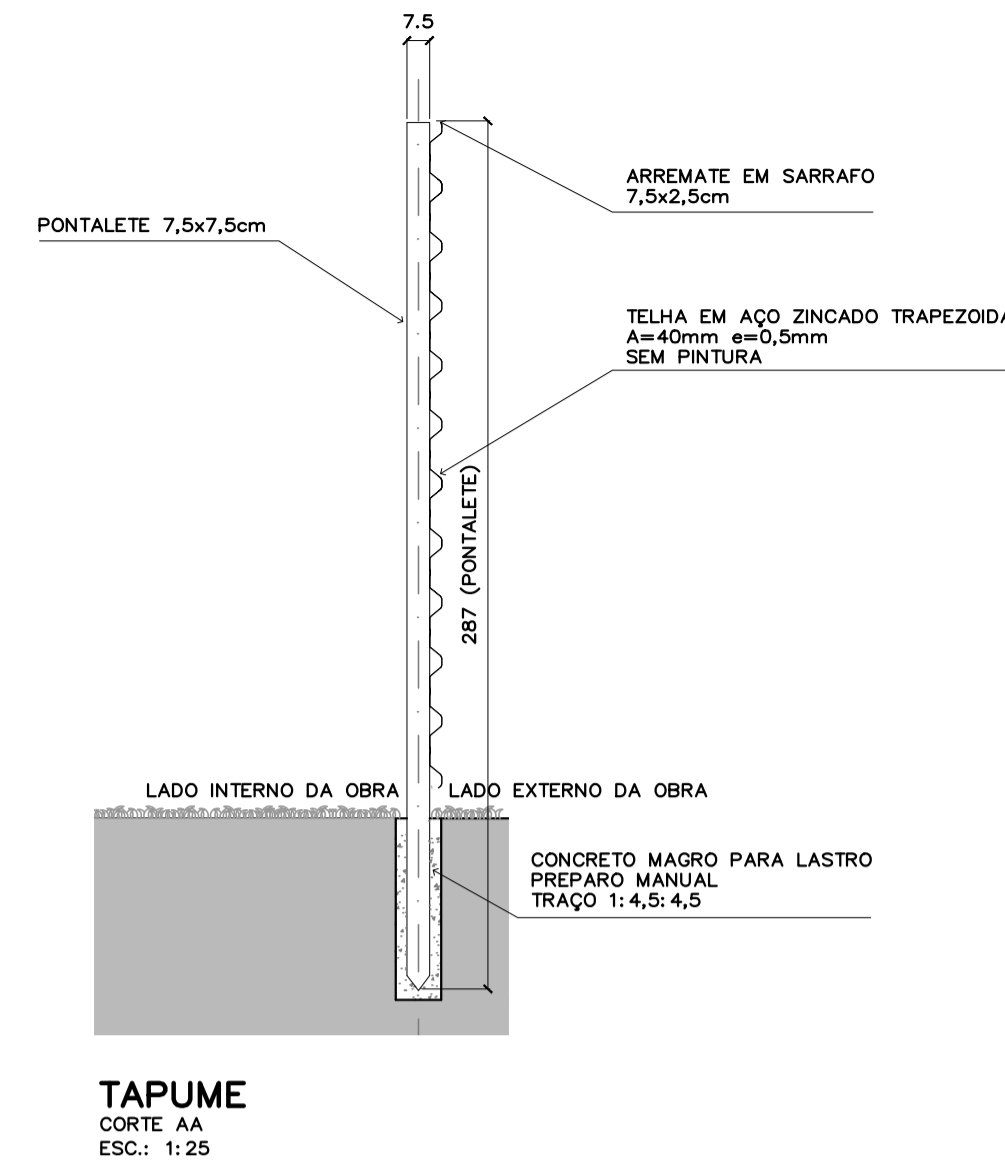 7.5
ARREMATE EM SARRAFO
7,5x2,5cm
PONTALETE 7,5x7,5cm
TELHA EM AÇO ZINCADO TRAPEZOIDA
A=40mm e=0,5mm
SEM PINTURA
287 (PONTALETE)
LADO INTERNO DA OBRA
LADO EXTERNO DA OBRA
CONCRETO MAGRO PARA LASTRO
PREPARO MANUAL
TRAÇO 1:4,5:4,5
TAPUME
CORTE AA
ESC.: 1:25